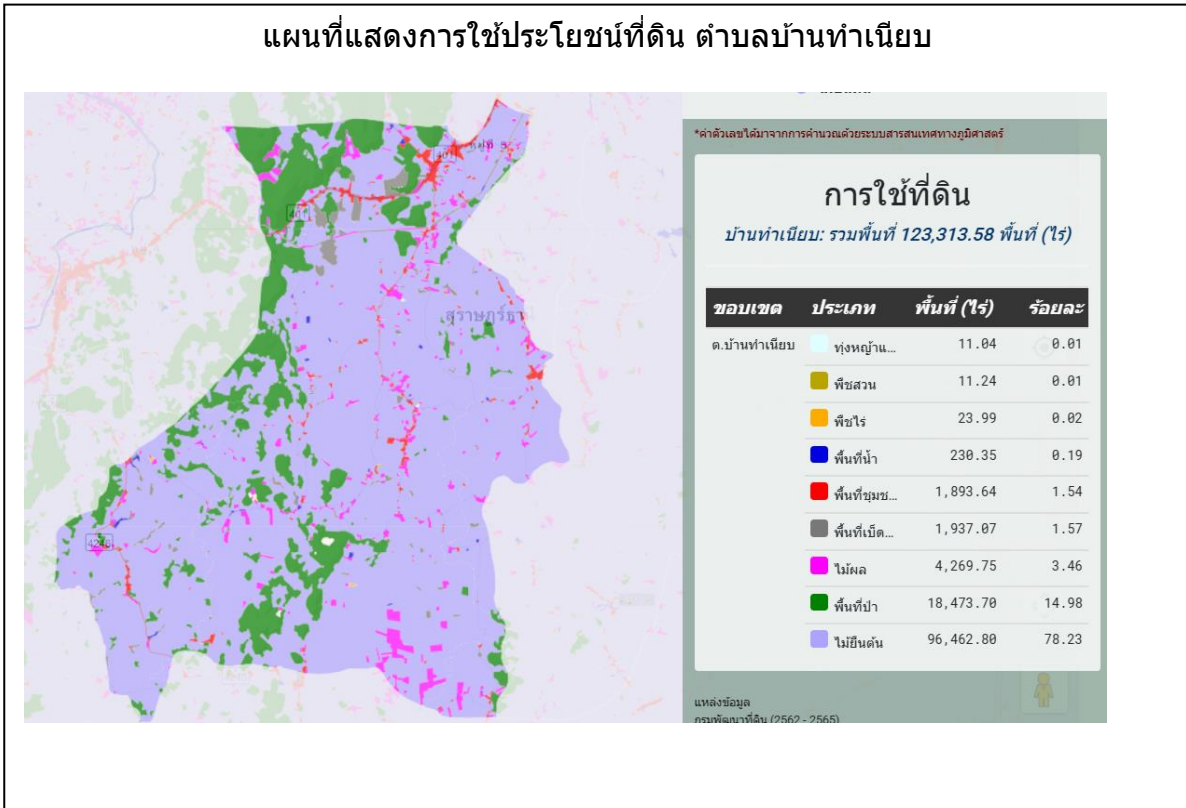 แผนที่แสดงการใช้ประโยชน์ที่ดิน ตำบลบ้านทำเนียบ
*ค่าตัวเลขได้มาจากการคำนวณด้วยระบบสารสนเทศทางภูมิศาสตร์
การใช้ที่ดิน
บ้านทำเนียบ: รวมพื้นที่ 123,313.58 พื้นที่ (ไร่)
ขอบเขต ประเภท พื้นที่ (ไร่) ร้อยละ
ต.บ้านทำเนียบ ทุ่งหญ้าแ... 11.04 0.01
พืชสวน 11.24 0.01
พืชไร่ 23.99 0.02
พื้นที่น้ำ 230.35 0.19
พื้นที่ชุมช... 1,893.64 1.54
พื้นที่เบ็ด... 1,937.07 1.57
ไม้ผล 4,269.75 3.46
พื้นที่ป่า 18,473.70 14.98
ไม้ยืนต้น 96,462.80 78.23
แหล่งข้อมูล
กรมพัฒนาที่ดิน (2562 - 2565)
401
401
สุราษฎร์ธา